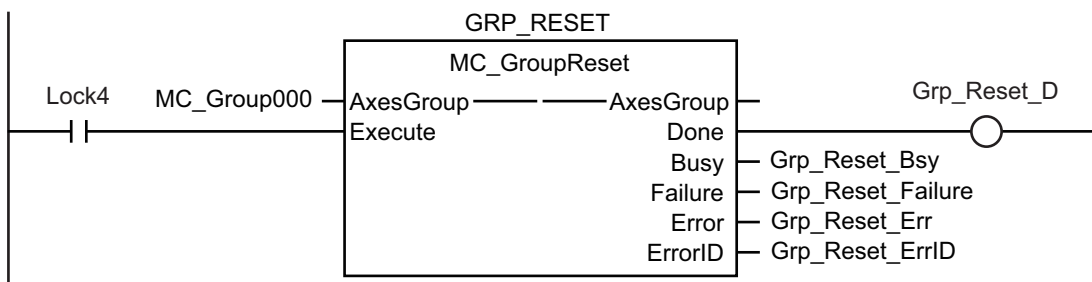 GRP_RESET
MC_GroupReset
Lock4 MC_Group000 AxesGroup AxesGroup Grp_Reset_D
Execute Done
Busy Grp_Reset_Bsy
Failure Grp_Reset_Failure
Error Grp_Reset_Err
ErrorID Grp_Reset_ErrID